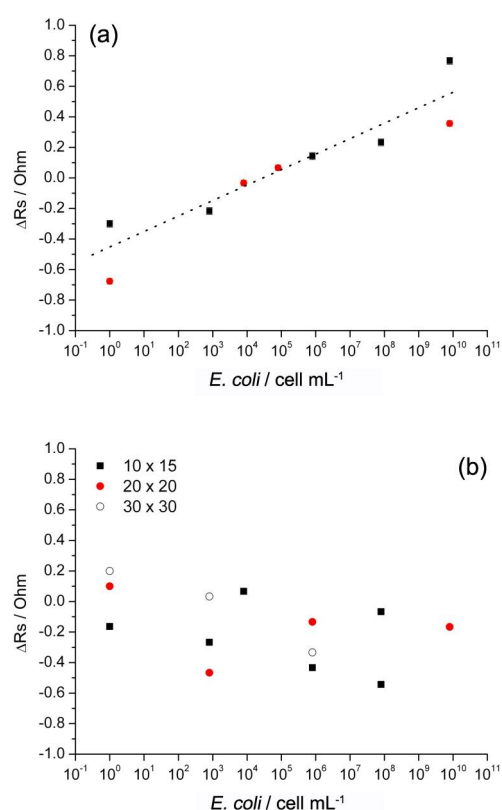 (a)
1.0
0.8
0.6
0.4
0.2
0.0
-0.2
-0.4
-0.6
-0.8
-1.0
ΔRs / Ohm
10⁻¹ 10⁰ 10¹ 10² 10³ 10⁴ 10⁵ 10⁶ 10⁷ 10⁸ 10⁹ 10¹⁰ 10¹¹
E. coli / cell mL⁻¹
(b)
10 x 15
20 x 20
30 x 30
1.0
0.8
0.6
0.4
0.2
0.0
-0.2
-0.4
-0.6
-0.8
-1.0
ΔRs / Ohm
10⁻¹ 10⁰ 10¹ 10² 10³ 10⁴ 10⁵ 10⁶ 10⁷ 10⁸ 10⁹ 10¹⁰ 10¹¹
E. coli / cell mL⁻¹